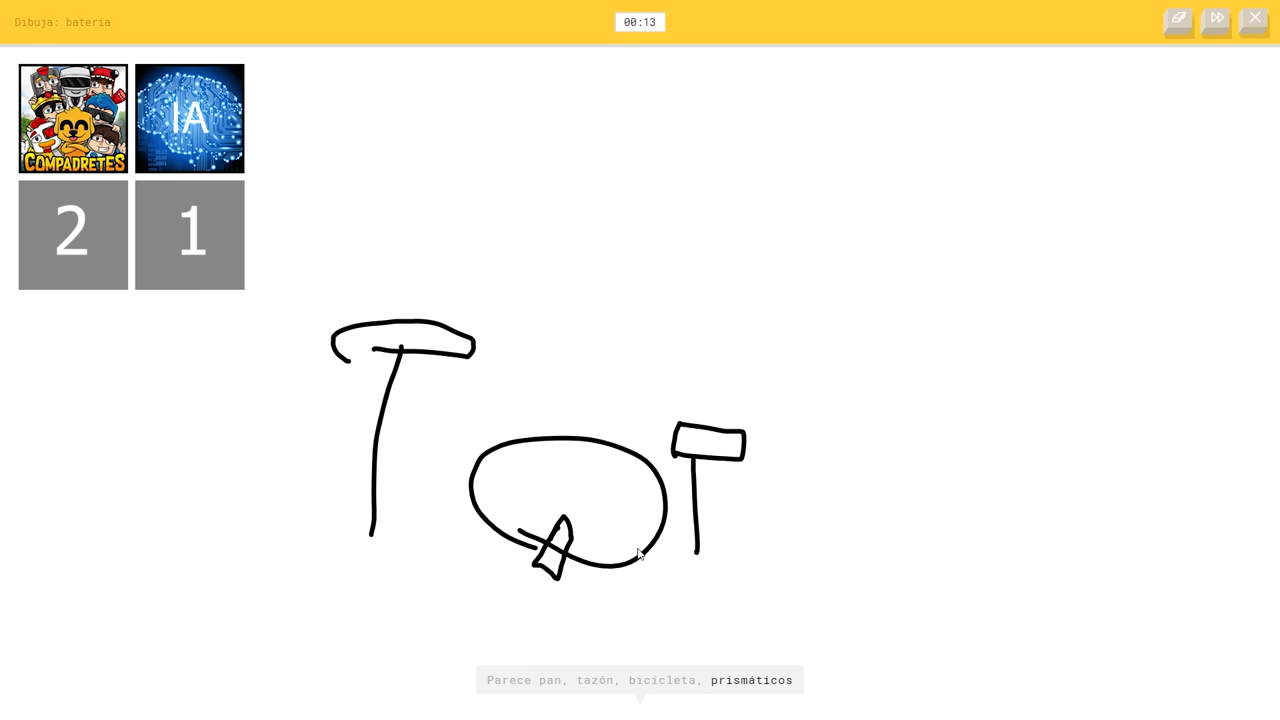 Dibuja: batería
00:13
COMPADRETES
IA
2
1
Parece pan, tazón, bicicleta, prismáticos